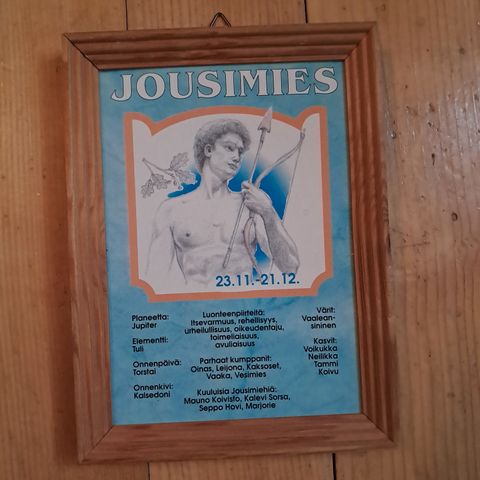 JOUSIMIES
23.11.-21.12.
Planeetta:
Jupiter
Elementti:
Tuli
Onnenpäivä:
Torstai
Onnenkivi:
Kalsedoni
Luonteenpiirteitä:
Itsevarmuus, rehellisyys,
urheilullisuus, oikeudentaju,
toimeliaisuus,
avuliaisuus
Parhaat kumppanit:
Oinas, Leijona, Kaksoset,
Vaaka, Vesimies
Kuuluisia Jousimiehiä:
Mauno Koivisto, Kalevi Sorsa,
Seppo Hovi, Marjorie
Värit:
Vaalean-
sininen
Kasvit:
Voikukka
Neilikka
Tammi
Koivu